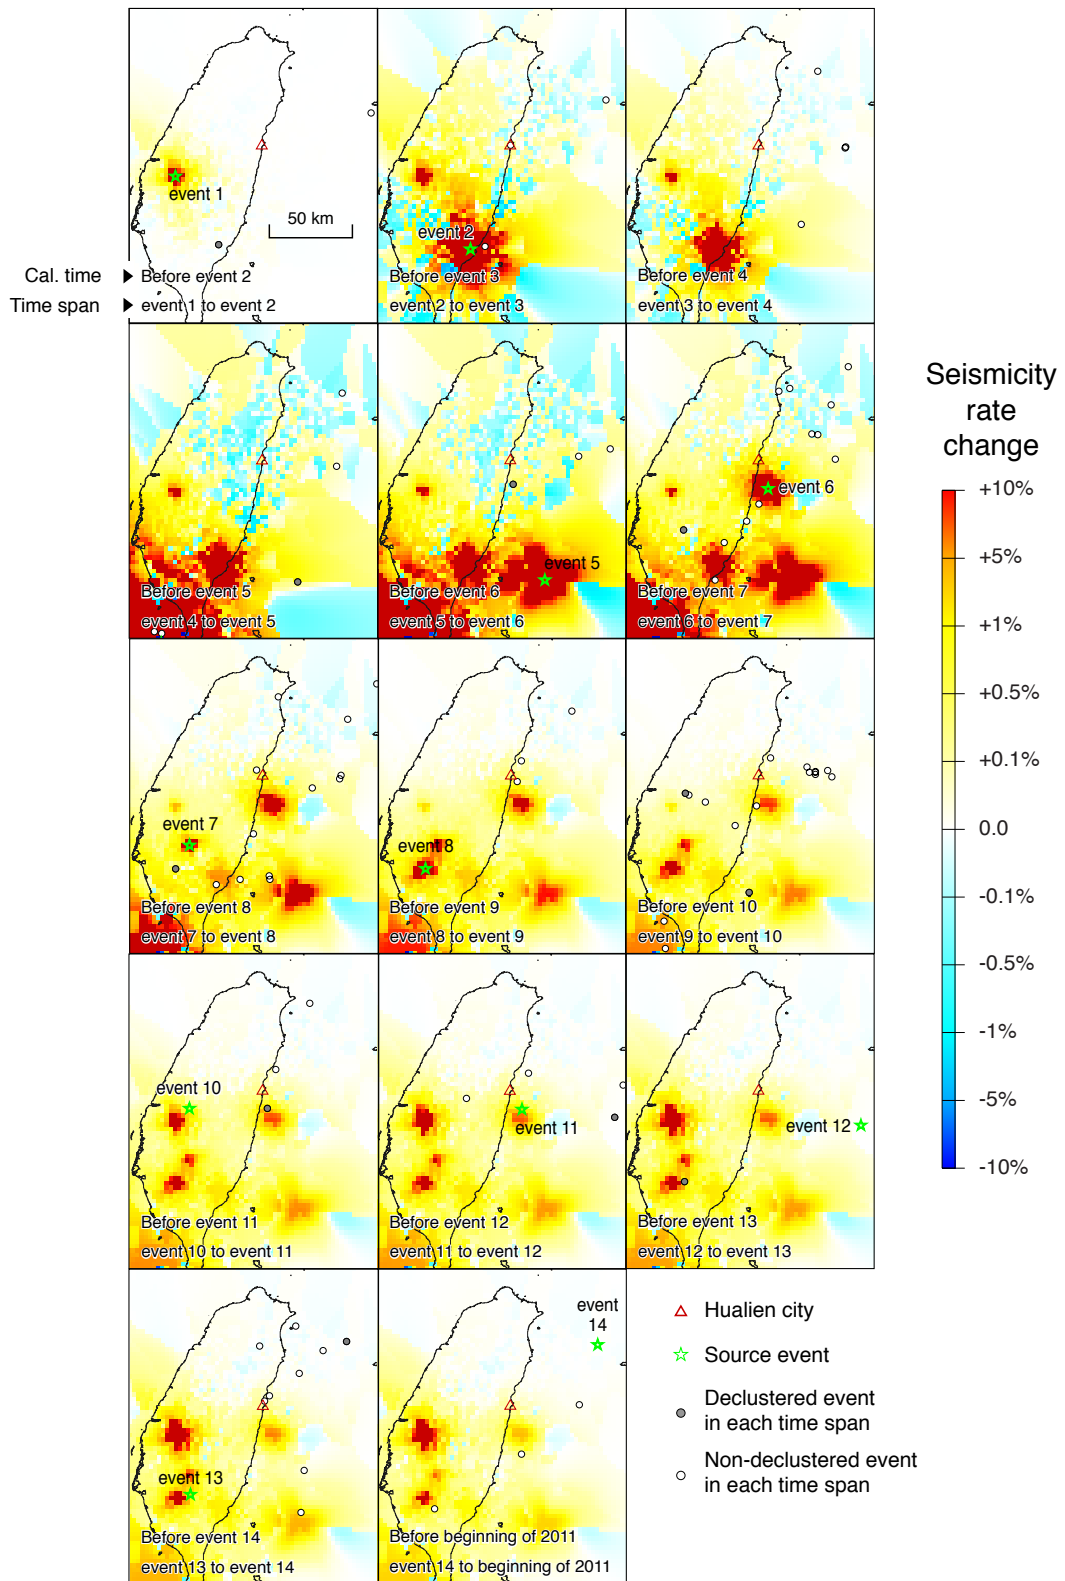 event 1
50 km
Cal. time
Before event 2
Time span
event 1 to event 2
event 2
Before event 3
event 2 to event 3
Before event 4
event 3 to event 4
Before event 5
event 4 to event 5
event 5
Before event 6
event 5 to event 6
event 6
Before event 7
event 6 to event 7
Seismicity
rate
change
+10%
+5%
+1%
+0.5%
+0.1%
0.0
-0.1%
-0.5%
-1%
-5%
-10%
event 7
Before event 8
event 7 to event 8
event 8
Before event 9
event 8 to event 9
Before event 10
event 9 to event 10
event 10
Before event 11
event 10 to event 11
event 11
Before event 12
event 11 to event 12
event 12
Before event 13
event 12 to event 13
event 13
Before event 14
event 13 to event 14
event
14
Before beginning of 2011
event 14 to beginning of 2011
Hualien city
Source event
Declustered event
in each time span
Non-declustered event
in each time span